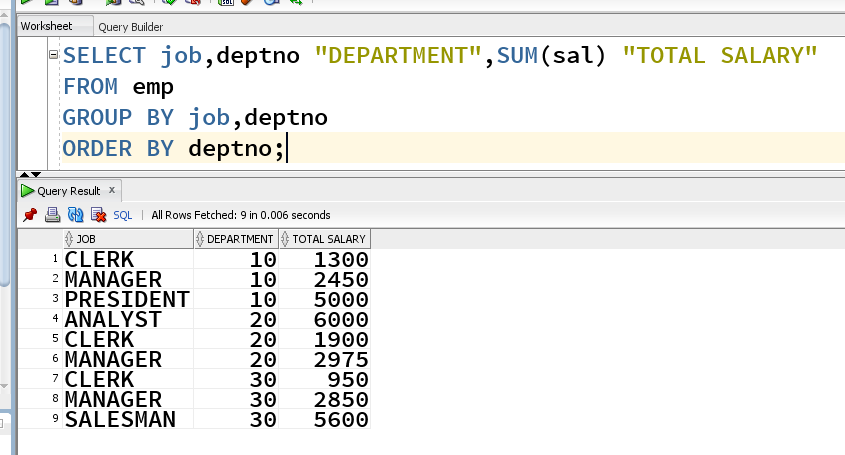 Worksheet Query Builder
SELECT job,deptno "DEPARTMENT",SUM(sal) "TOTAL SALARY"
FROM emp
GROUP BY job,deptno
ORDER BY deptno;
Query Result x
SQL | All Rows Fetched: 9 in 0.006 seconds
JOB DEPARTMENT TOTAL SALARY
1 CLERK 10 1300
2 MANAGER 10 2450
3 PRESIDENT 10 5000
4 ANALYST 20 6000
5 CLERK 20 1900
6 MANAGER 20 2975
7 CLERK 30 950
8 MANAGER 30 2850
9 SALESMAN 30 5600